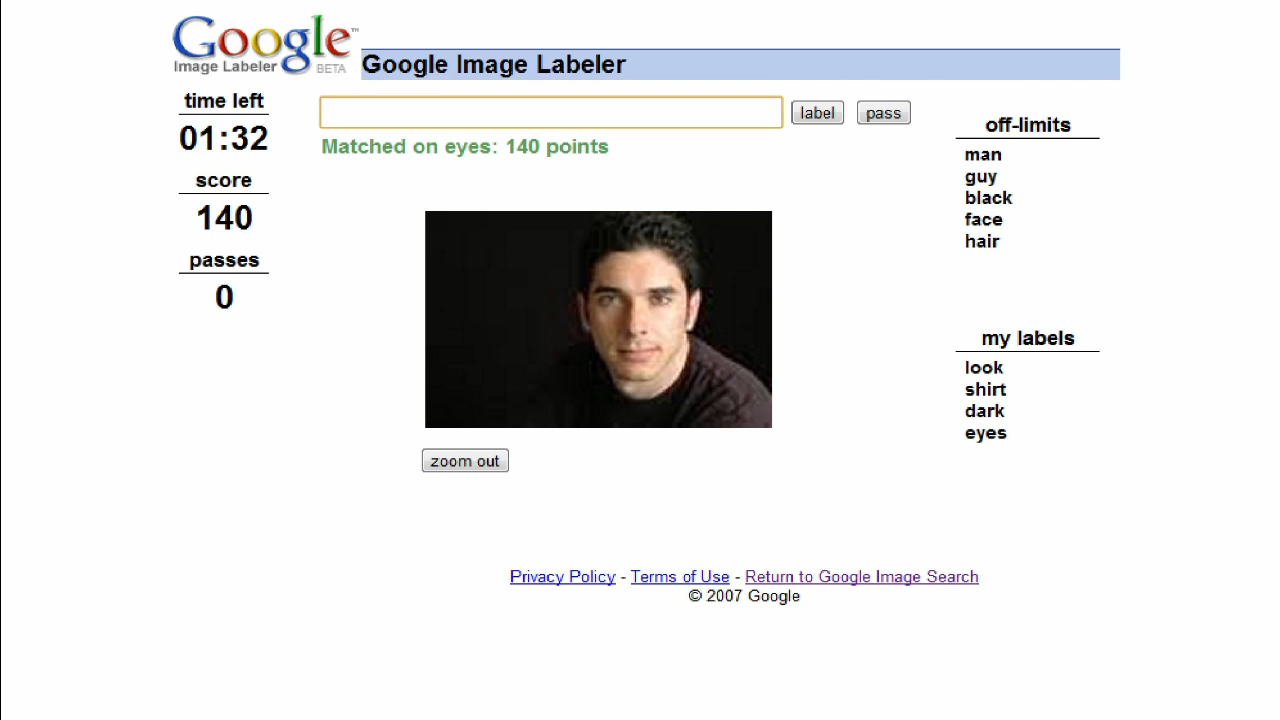 Google™
Image Labeler BETA
Google Image Labeler
time left
01:32
score
140
passes
0
label
pass
Matched on eyes: 140 points
zoom out
off-limits
man
guy
black
face
hair
my labels
look
shirt
dark
eyes
Privacy Policy - Terms of Use - Return to Google Image Search
© 2007 Google